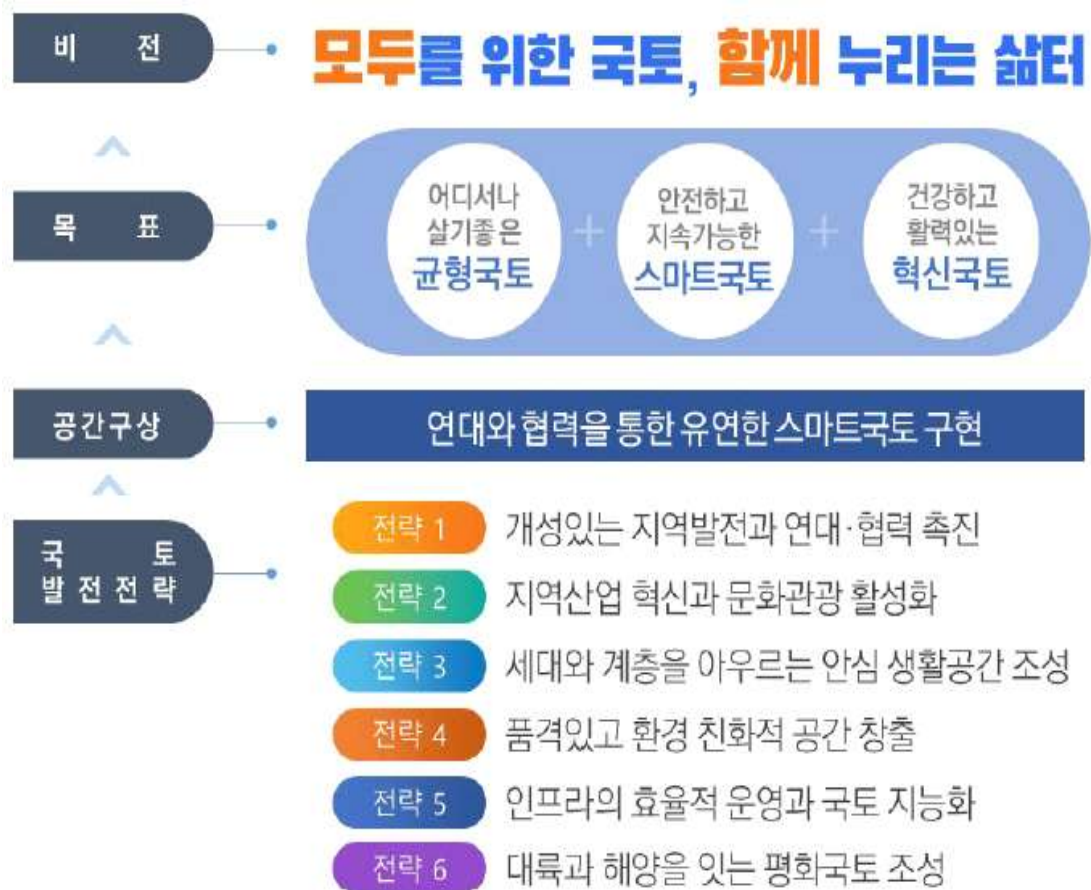 비 전
모두를 위한 국토, 함께 누리는 삶터
목 표
어디서나
살기좋은
균형국토
+
안전하고
지속가능한
스마트국토
+
건강하고
활력있는
혁신국토
공간구상
연대와 협력을 통한 유연한 스마트국토 구현
국 토
발전전략
전략 1 개성있는 지역발전과 연대·협력 촉진
전략 2 지역산업 혁신과 문화관광 활성화
전략 3 세대와 계층을 아우르는 안심 생활공간 조성
전략 4 품격있고 환경 친화적 공간 창출
전략 5 인프라의 효율적 운영과 국토 지능화
전략 6 대륙과 해양을 잇는 평화국토 조성